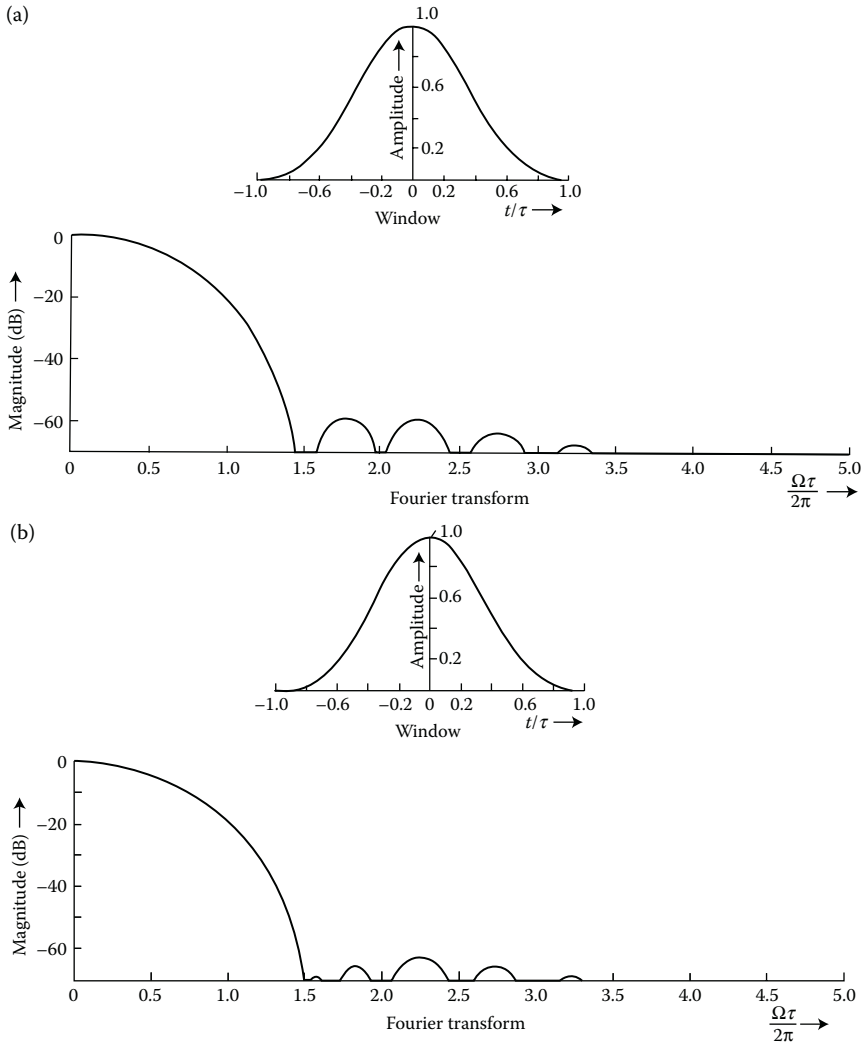 (a)
1.0
Amplitude
0.6
0.2
−1.0 −0.6 −0.2 0 0.2 0.6 1.0
Window
t/τ
0
−20
−40
−60
Magnitude (dB)
0 0.5 1.0 1.5 2.0 2.5 3.0 3.5 4.0 4.5 5.0
Fourier transform
Ωτ
2π
(b)
1.0
Amplitude
0.6
0.2
−1.0 −0.6 −0.2 0 0.2 0.6 1.0
Window
t/τ
0
−20
−40
−60
Magnitude (dB)
0 0.5 1.0 1.5 2.0 2.5 3.0 3.5 4.0 4.5 5.0
Fourier transform
Ωτ
2π